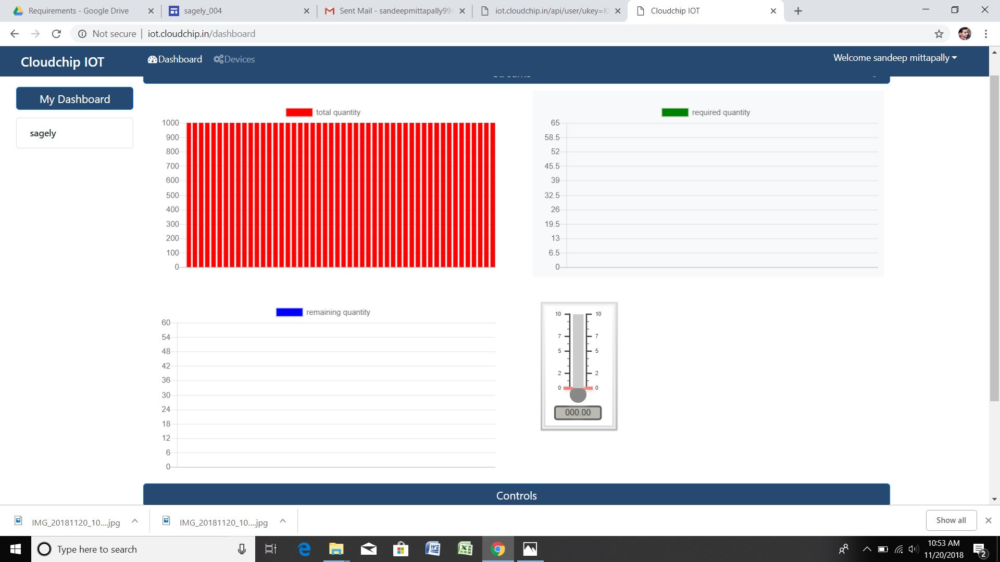 Requirements - Google Drive
sagely_004
Sent Mail - sandeepmittapally99
iot.cloudchip.in/api/user/ukey=K
Cloudchip IOT
Not secure
iot.cloudchip.in/dashboard
Cloudchip IOT
Dashboard
Devices
Welcome sandeep mittapally
My Dashboard
sagely
total quantity
1000
900
800
700
600
500
400
300
200
100
0
required quantity
65
58.5
52
45.5
39
32.5
26
19.5
13
6.5
0
remaining quantity
60
54
48
42
36
30
24
18
12
6
0
10 10
7 7
5 5
2 2
0 0
000.00
Controls
IMG_20181120_10....jpg
IMG_20181120_10....jpg
Show all
Type here to search
10:53 AM
11/20/2018
2